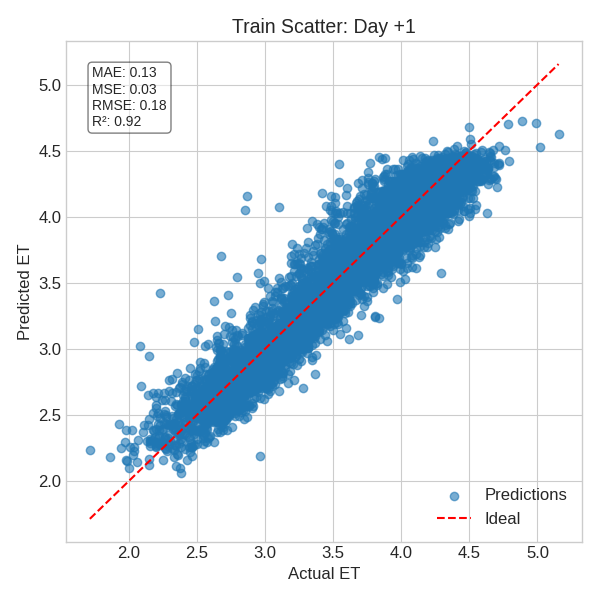 Train Scatter: Day +1
MAE: 0.13
MSE: 0.03
RMSE: 0.18
R²: 0.92
5.0
4.5
4.0
3.5
3.0
2.5
2.0
Predicted ET
Predictions
Ideal
2.0 2.5 3.0 3.5 4.0 4.5 5.0
Actual ET